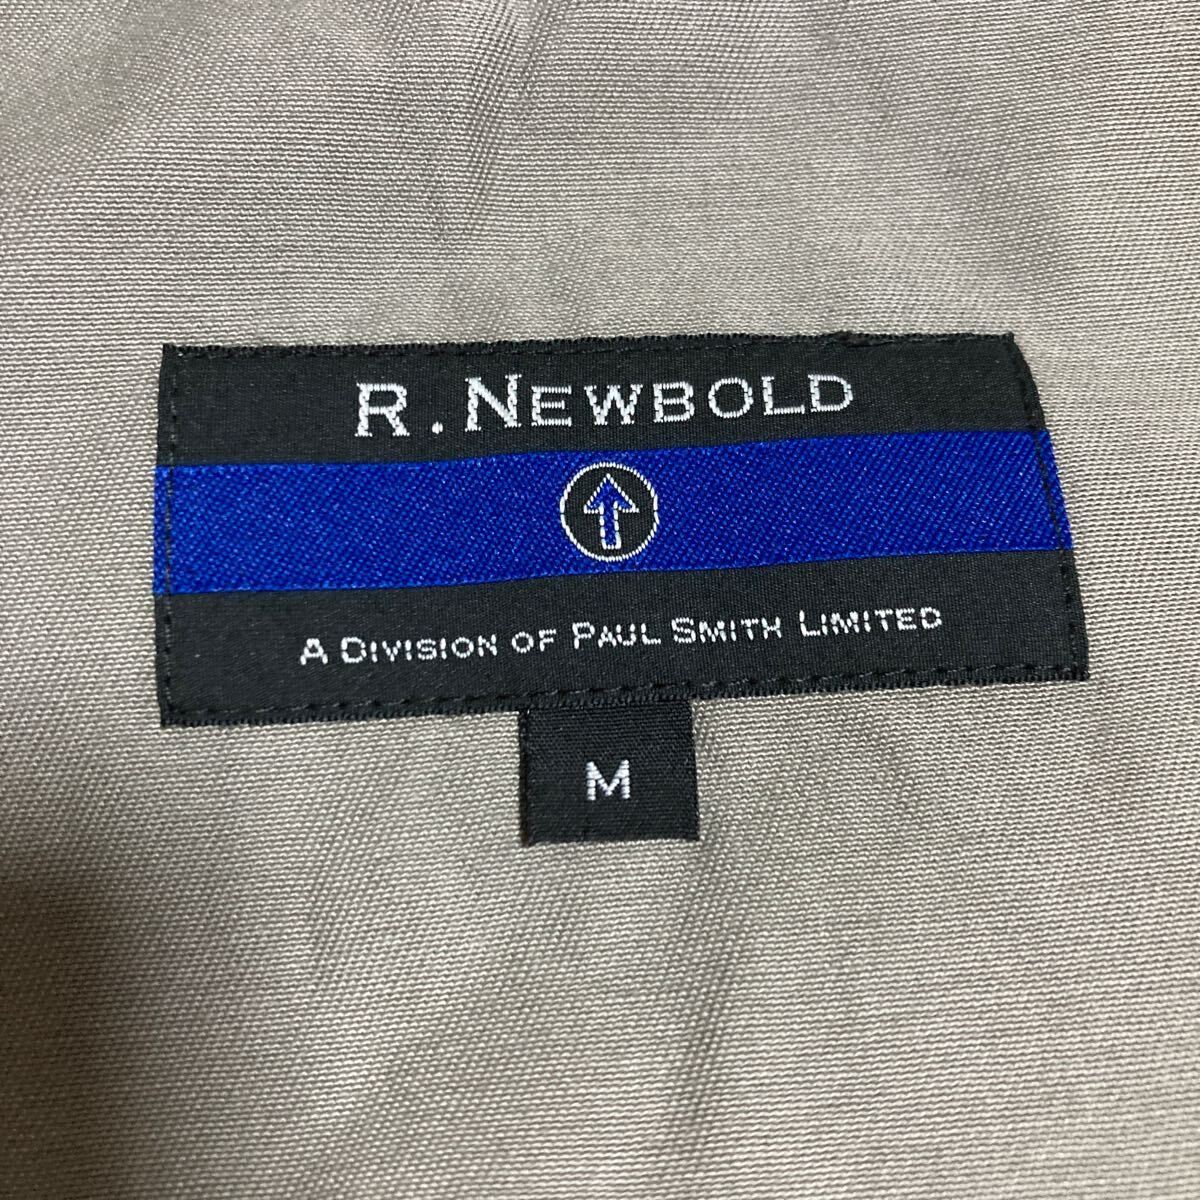 R. NEWBOLD
A DIVISION OF PAUL SMITH LIMITED
M